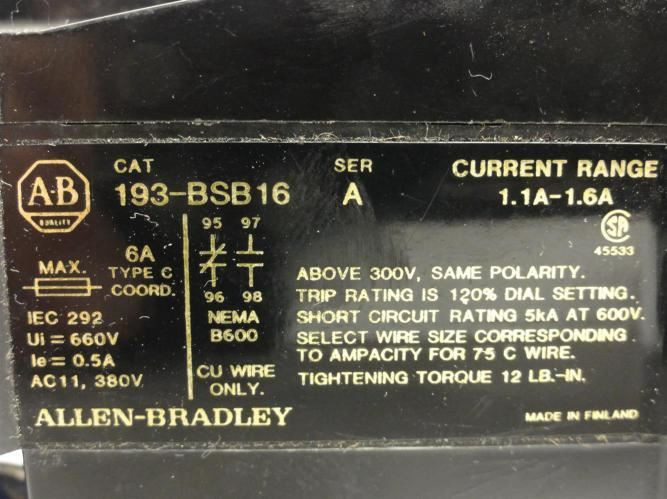 CAT SER CURRENT RANGE
A-B 193-BSB16 A 1.1A-1.6A
QUALITY
SA
45533
95 97
MAX. 6A
TYPE C
COORD.
96 98
IEC 292 NEMA
Ui = 660V B600
Ie = 0.5A
AC11, 380V
CU WIRE
ONLY.
ABOVE 300V, SAME POLARITY.
TRIP RATING IS 120% DIAL SETTING.
SHORT CIRCUIT RATING 5kA AT 600V.
SELECT WIRE SIZE CORRESPONDING
TO AMPACITY FOR 75 C WIRE.
TIGHTENING TORQUE 12 LB.-IN.
ALLEN-BRADLEY MADE IN FINLAND